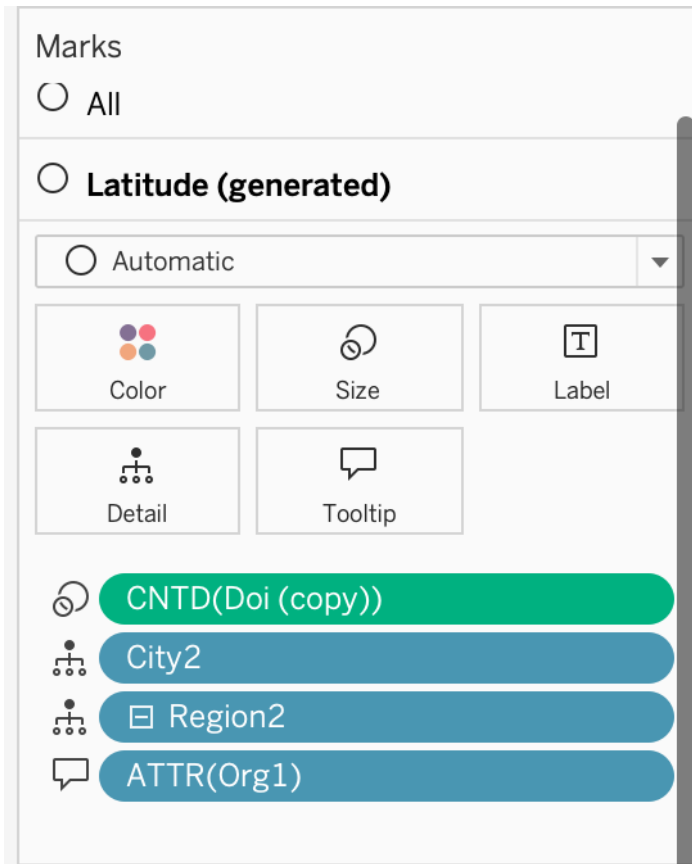 Marks
All
Latitude (generated)
Automatic
Color Size Label
Detail Tooltip
CNTD(Doi (copy))
City2
Region2
ATTR(Org1)